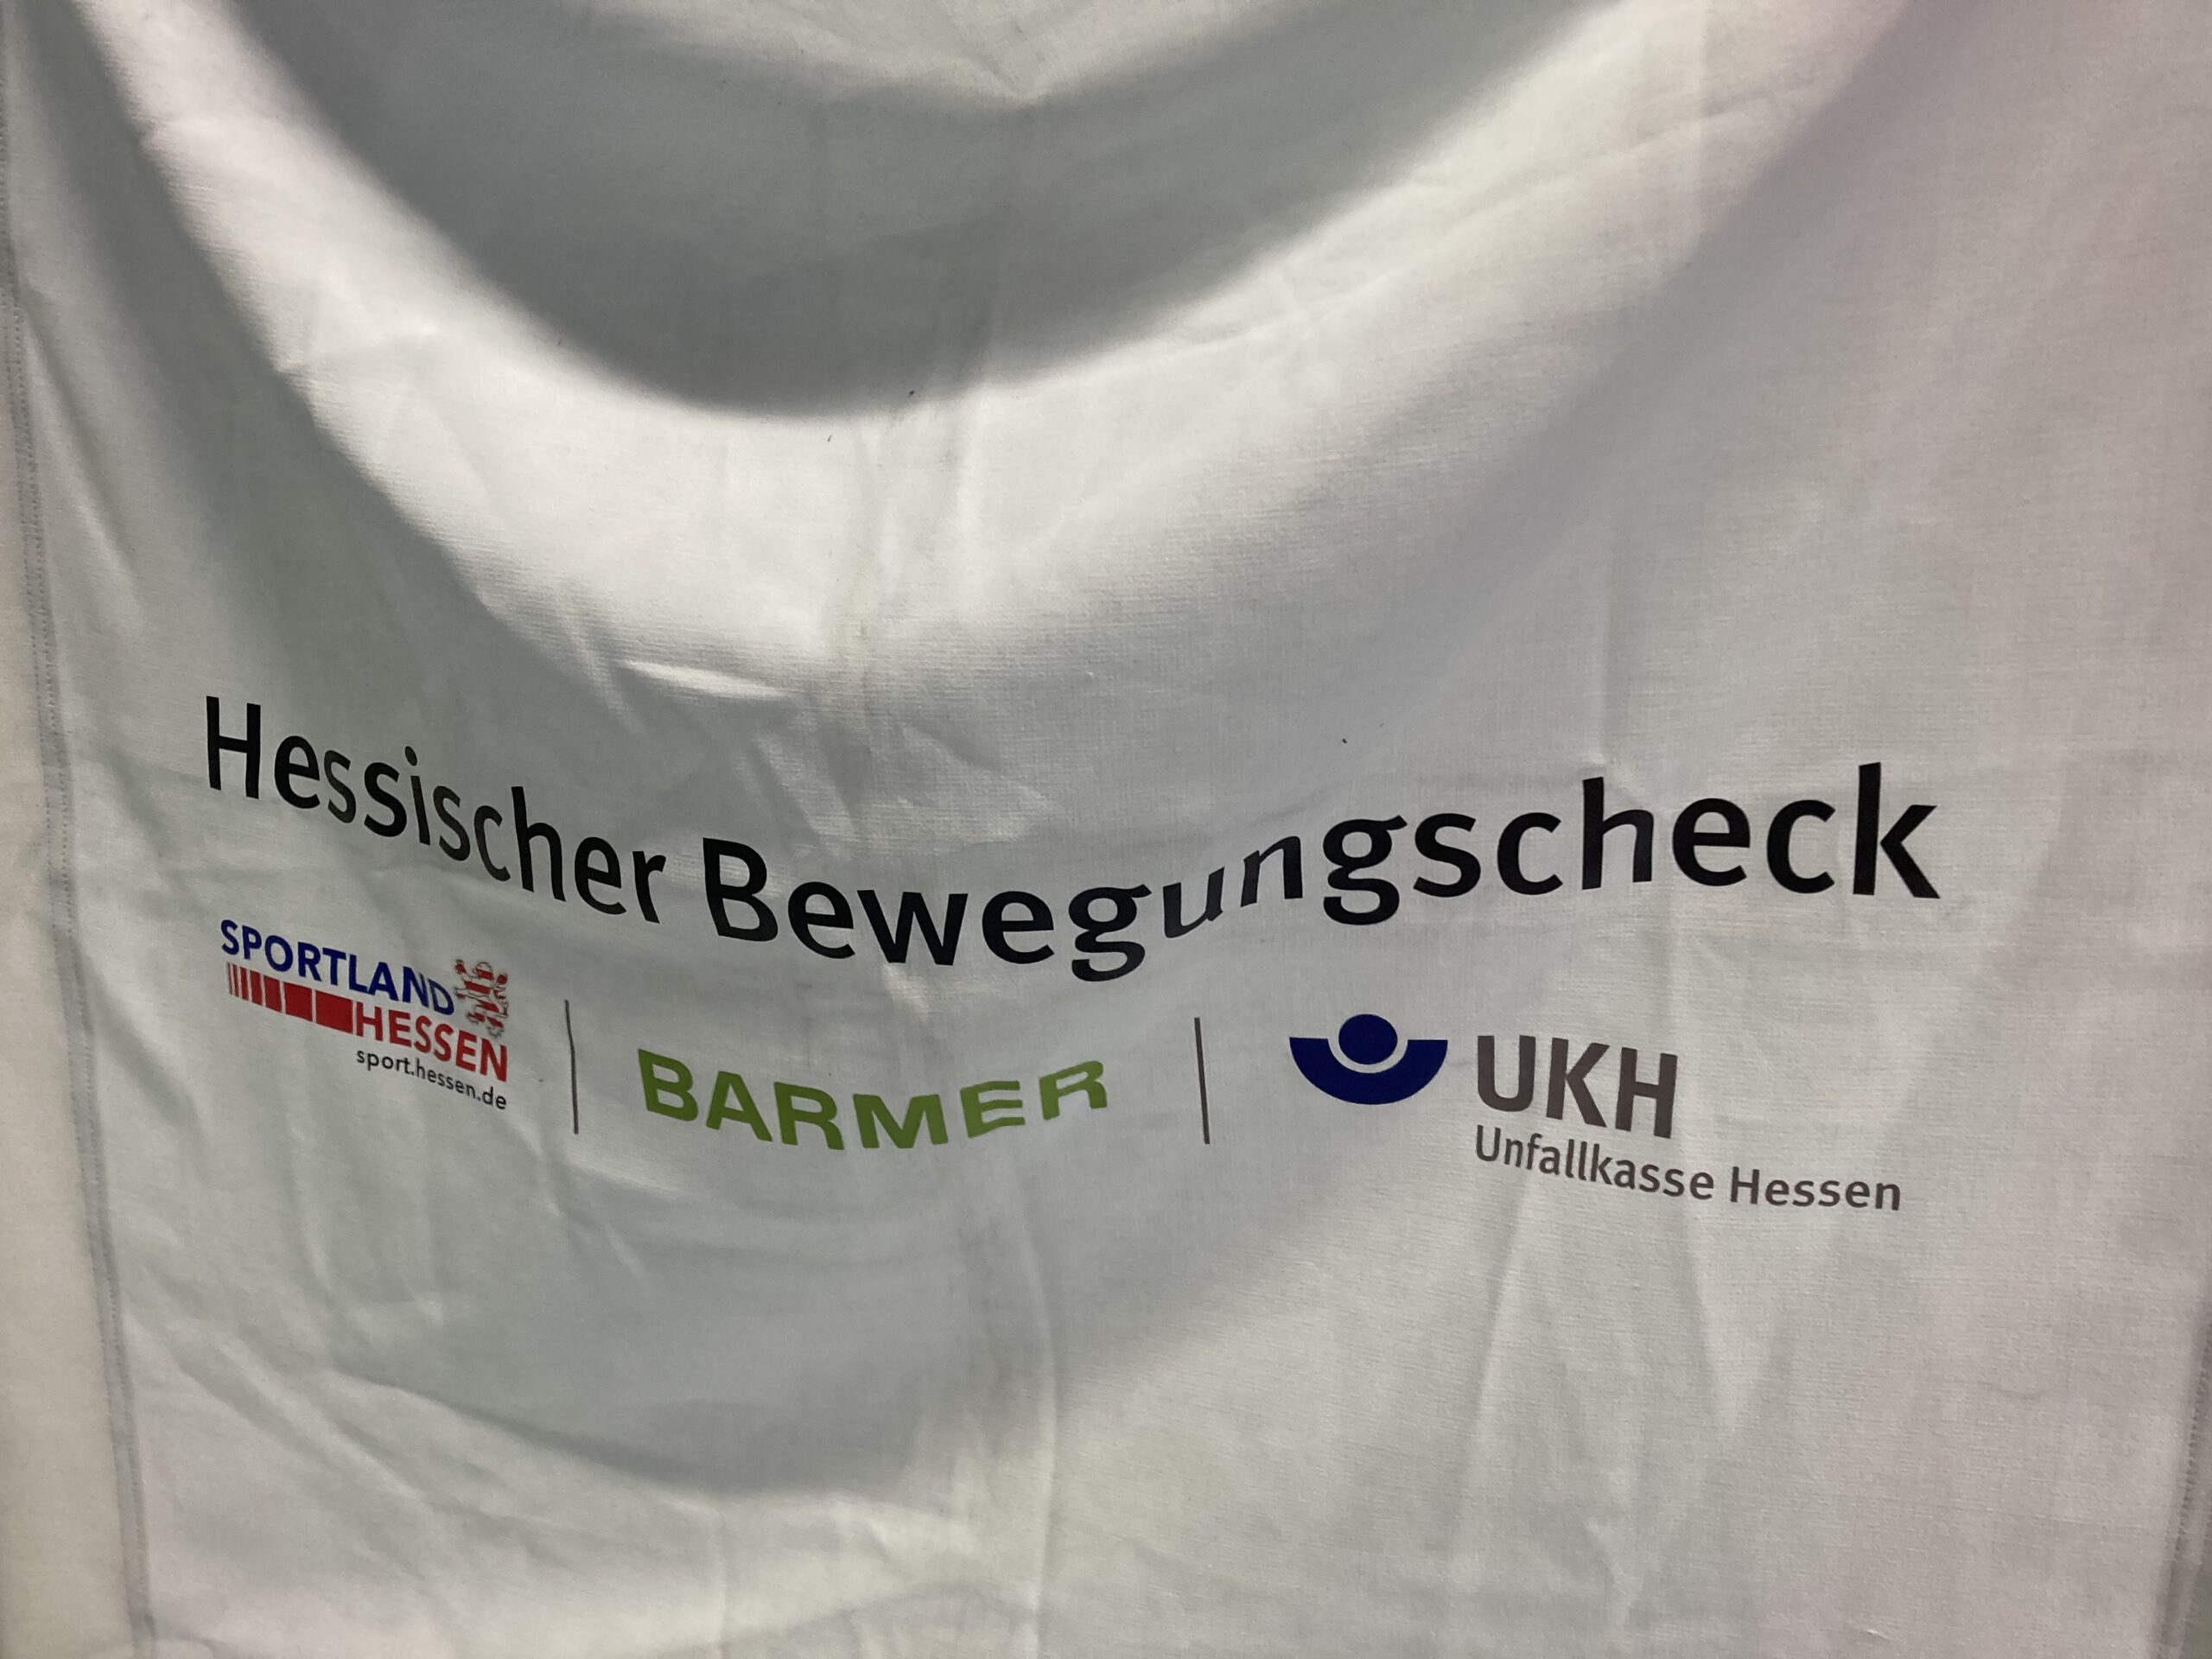 Hessischer Bewegungscheck
SPORTLAND
HESSEN
sport.hessen.de
BARMER
UKH
Unfallkasse Hessen